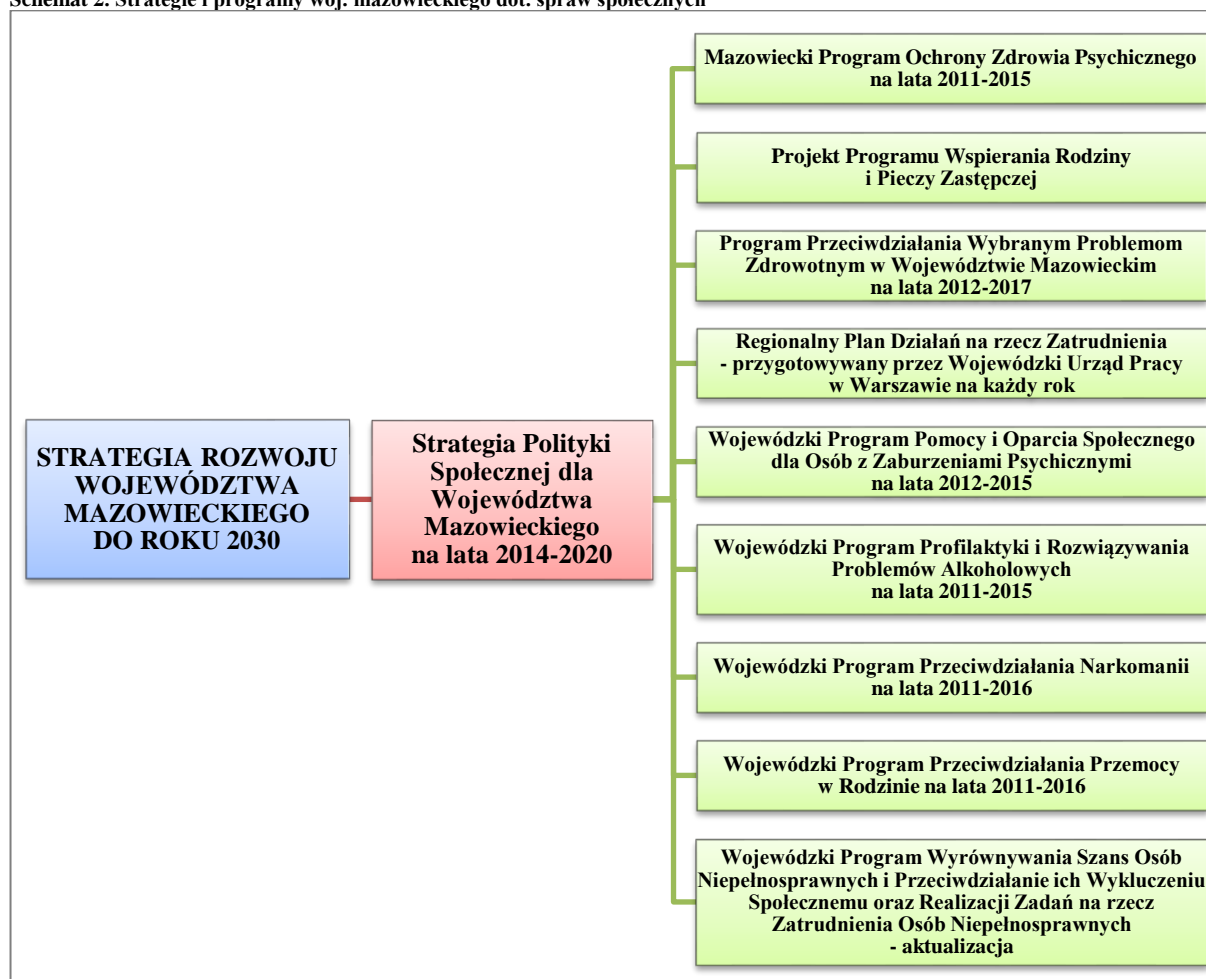 Schemat 2. Strategie i programy woj. mazowieckiego dot. spraw społecznych
STRATEGIA ROZWOJU
WOJEWÓDZTWA
MAZOWIECKIEGO
DO ROKU 2030
Strategia Polityki
Społecznej dla
Województwa
Mazowieckiego
na lata 2014-2020
Mazowiecki Program Ochrony Zdrowia Psychicznego
na lata 2011-2015
Projekt Programu Wspierania Rodziny
i Pieczy Zastępczej
Program Przeciwdziałania Wybranym Problemom
Zdrowotnym w Województwie Mazowieckim
na lata 2012-2017
Regionalny Plan Działań na rzecz Zatrudnienia
- przygotowywany przez Wojewódzki Urząd Pracy
w Warszawie na każdy rok
Wojewódzki Program Pomocy i Oparcia Społecznego
dla Osób z Zaburzeniami Psychicznymi
na lata 2012-2015
Wojewódzki Program Profilaktyki i Rozwiązywania
Problemów Alkoholowych
na lata 2011-2015
Wojewódzki Program Przeciwdziałania Narkomanii
na lata 2011-2016
Wojewódzki Program Przeciwdziałania Przemocy
w Rodzinie na lata 2011-2016
Wojewódzki Program Wyrównywania Szans Osób
Niepełnosprawnych i Przeciwdziałanie ich Wykluczeniu
Społecznemu oraz Realizacji Zadań na rzecz
Zatrudnienia Osób Niepełnosprawnych
- aktualizacja